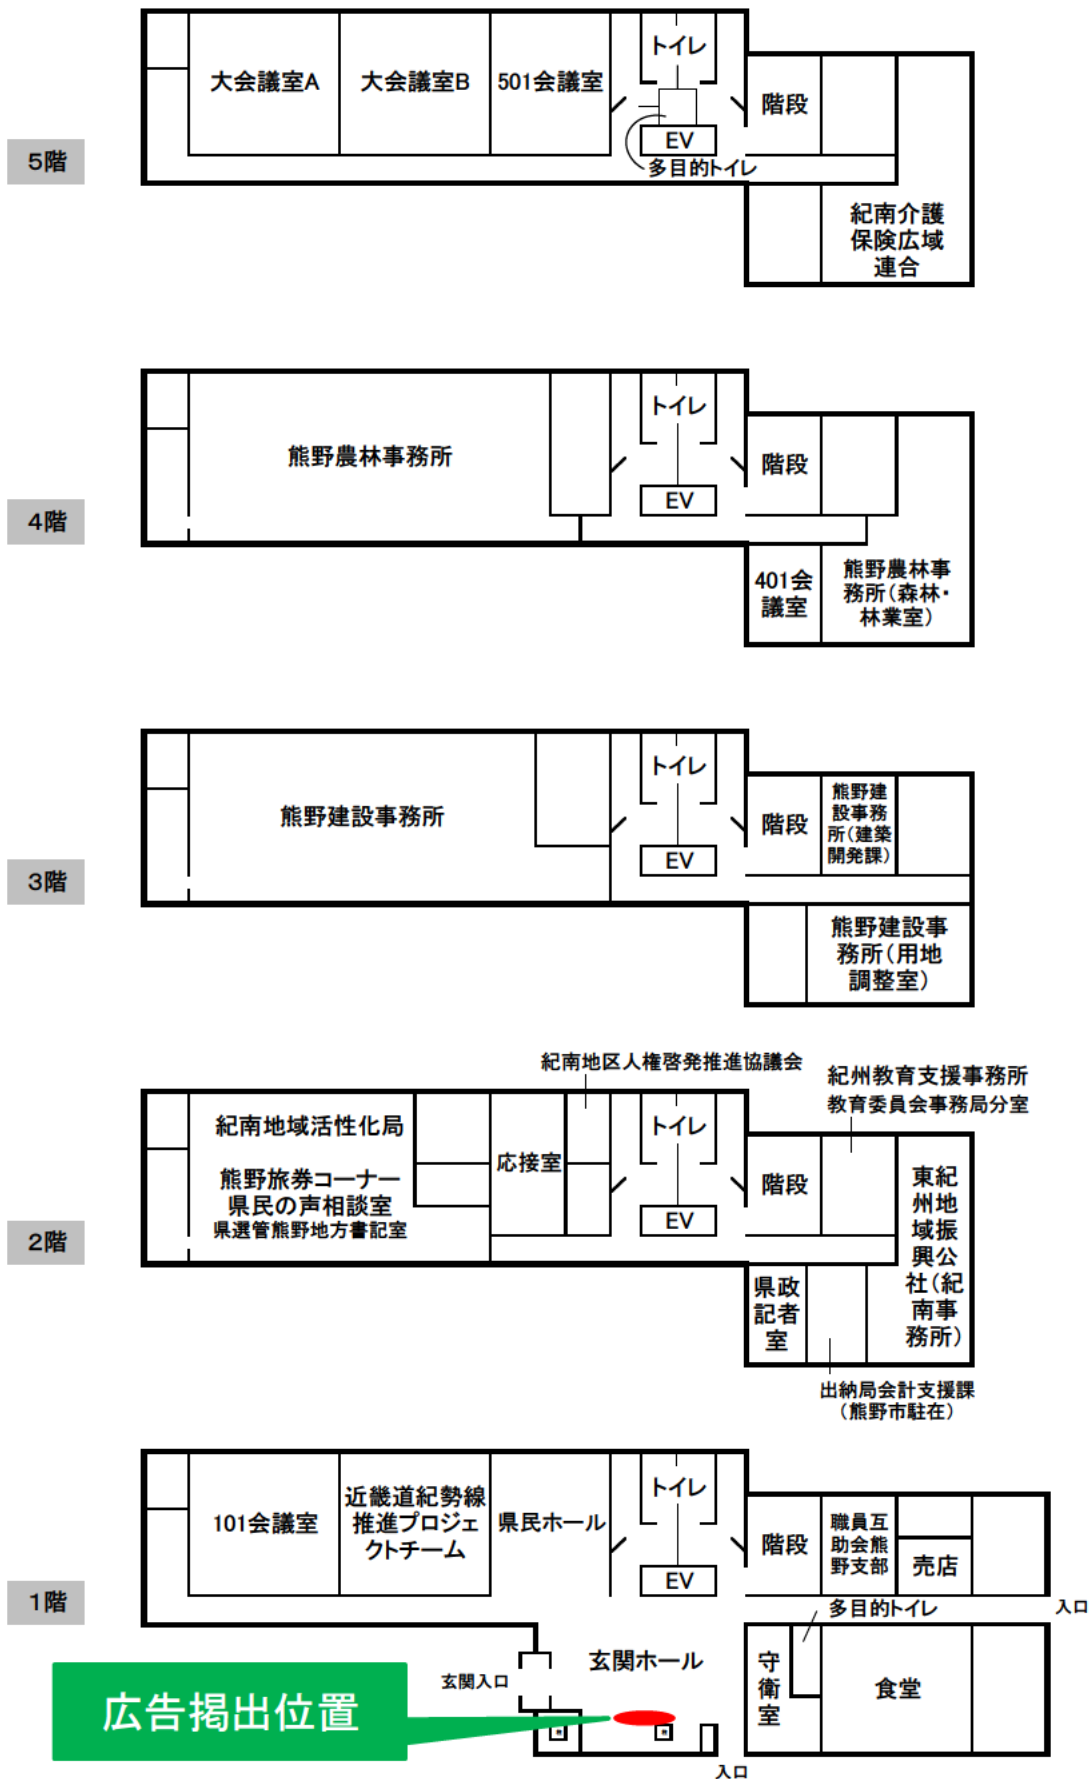 5階
大会議室A
大会議室B
501会議室
トイレ
EV
多目的トイレ
階段
紀南介護
保険広域
連合
4階
熊野農林事務所
トイレ
EV
階段
401会
議室
熊野農林事
務所(森林・
林業室)
3階
熊野建設事務所
トイレ
EV
階段
熊野建
設事務
所(建築
開発課)
熊野建設事
務所(用地
調整室)
2階
紀南地区人権啓発推進協議会
紀州教育支援事務所
教育委員会事務局分室
紀南地域活性化局
熊野旅券コーナー
県民の声相談室
県選管熊野地方書記室
応接室
トイレ
EV
階段
東紀
州地
域振
興公
社(紀
南事
務所)
県政
記者
室
出納局会計支援課
(熊野市駐在)
1階
101会議室
近畿道紀勢線
推進プロジェ
クトチーム
県民ホール
トイレ
EV
階段
職員互
助会熊
野支部
売店
入口
多目的トイレ
玄関入口
玄関ホール
守
衛
室
食堂
広告掲出位置
入口